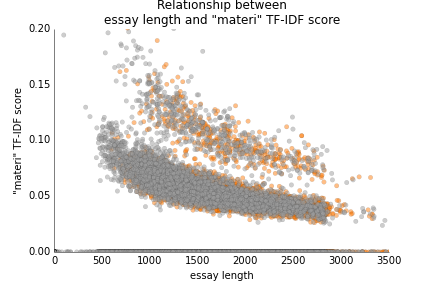 Relationship between
essay length and "materi" TF-IDF score
0.20
0.15
0.10
0.05
0.00
"materi" TF-IDF score
0 500 1000 1500 2000 2500 3000 3500
essay length